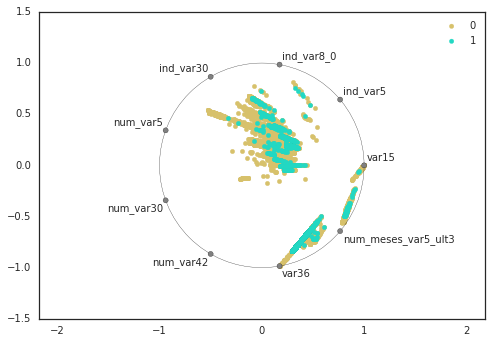 1.5
0
1
ind_var8_0
ind_var30
1.0
ind_var5
0.5
num_var5
var15
0.0
num_var30
num_meses_var5_ult3
−0.5
num_var42
var36
−1.0
−1.5
−2
−1
0
1
2